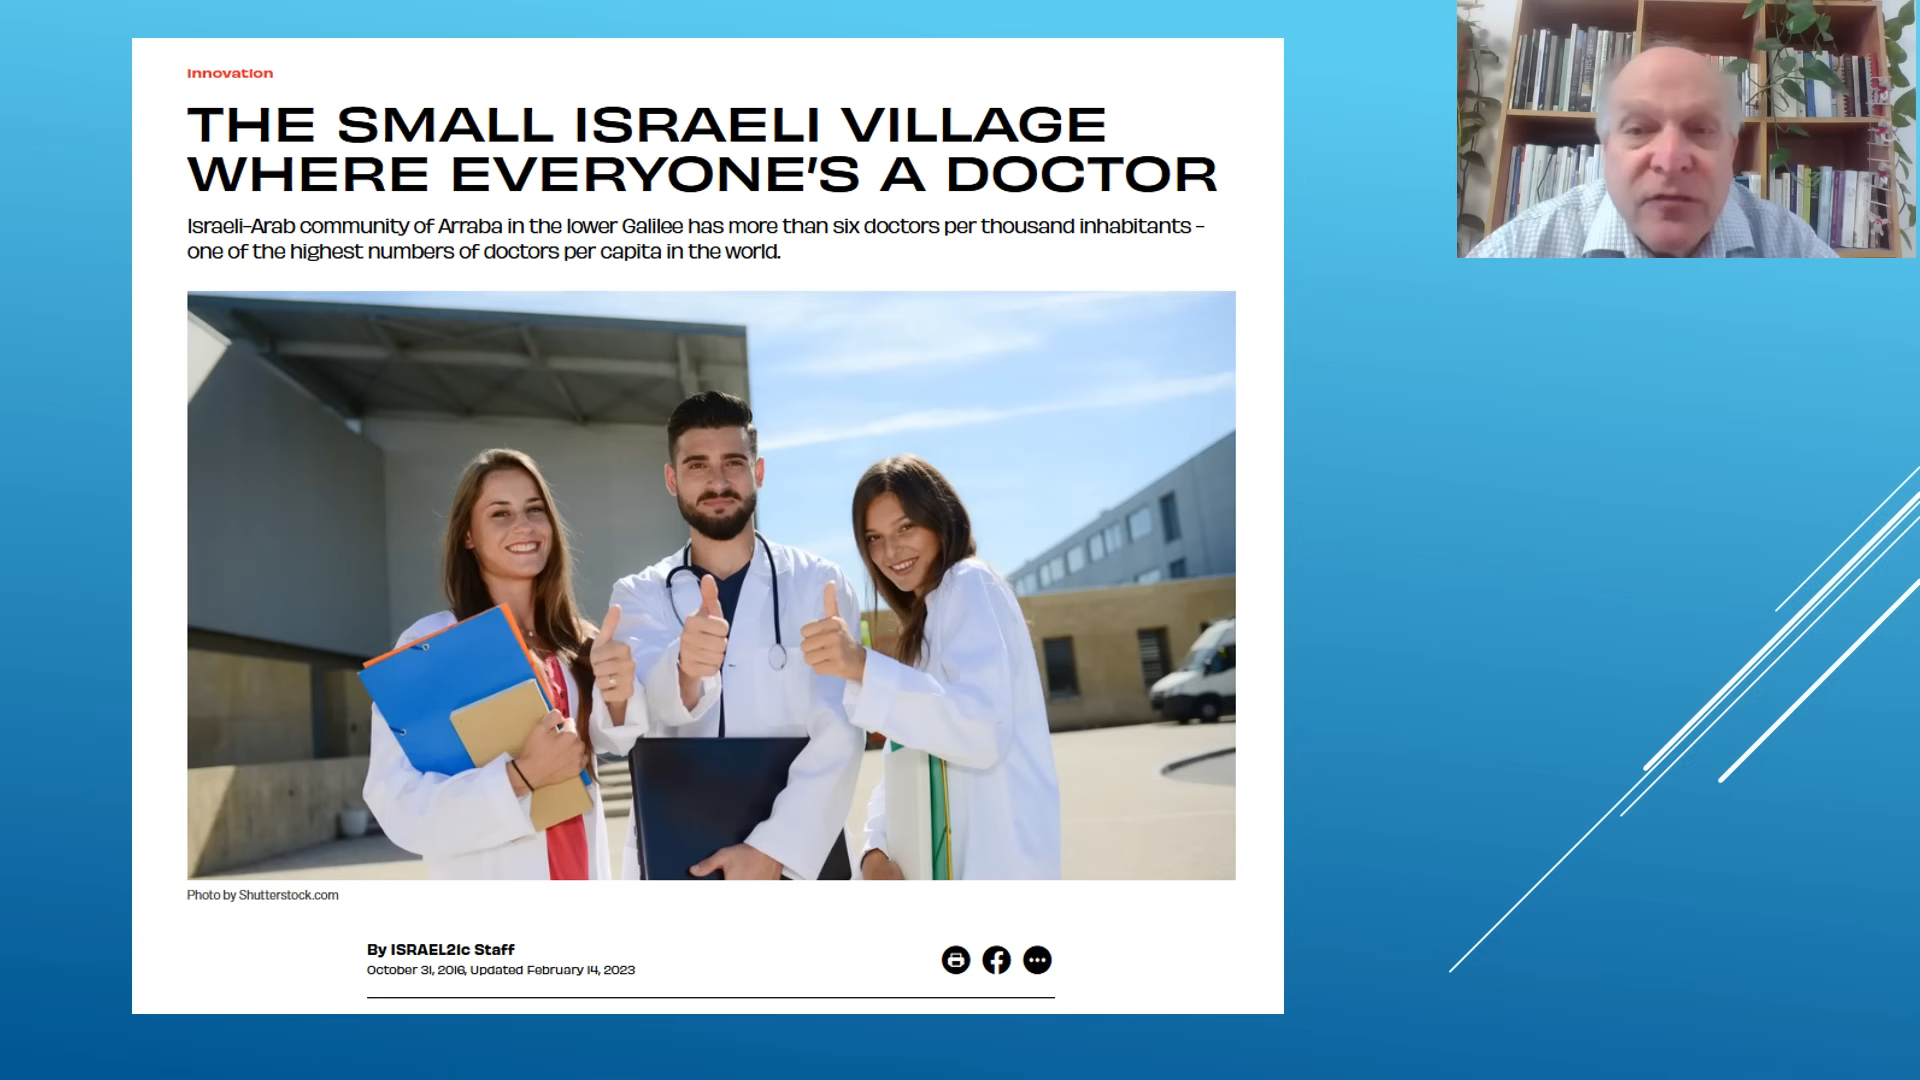 Innovation
THE SMALL ISRAELI VILLAGE
WHERE EVERYONE'S A DOCTOR
Israeli-Arab community of Arraba in the lower Galilee has more than six doctors per thousand inhabitants –
one of the highest numbers of doctors per capita in the world.
Photo by Shutterstock.com
By ISRAEL21c Staff
October 31, 2016, Updated February 14, 2023